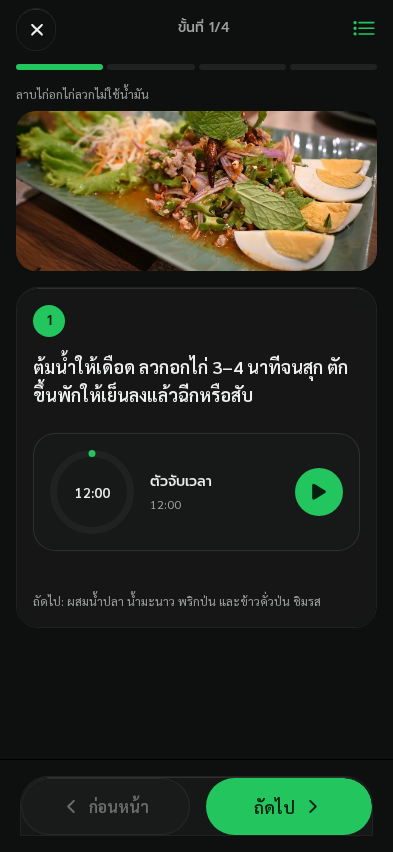 ขั้นที่ 1/4
ลาบไก่อกไก่ลวกไม่ใช้น้ำมัน
1
ต้มน้ำให้เดือด ลวกอกไก่ 3–4 นาทีจนสุก ตัก
ขึ้นพักให้เย็นลงแล้วฉีกหรือสับ
12:00
ตัวจับเวลา
12:00
ถัดไป: ผสมน้ำปลา น้ำมะนาว พริกป่น และข้าวคั่วป่น ชิมรส
ก่อนหน้า
ถัดไป